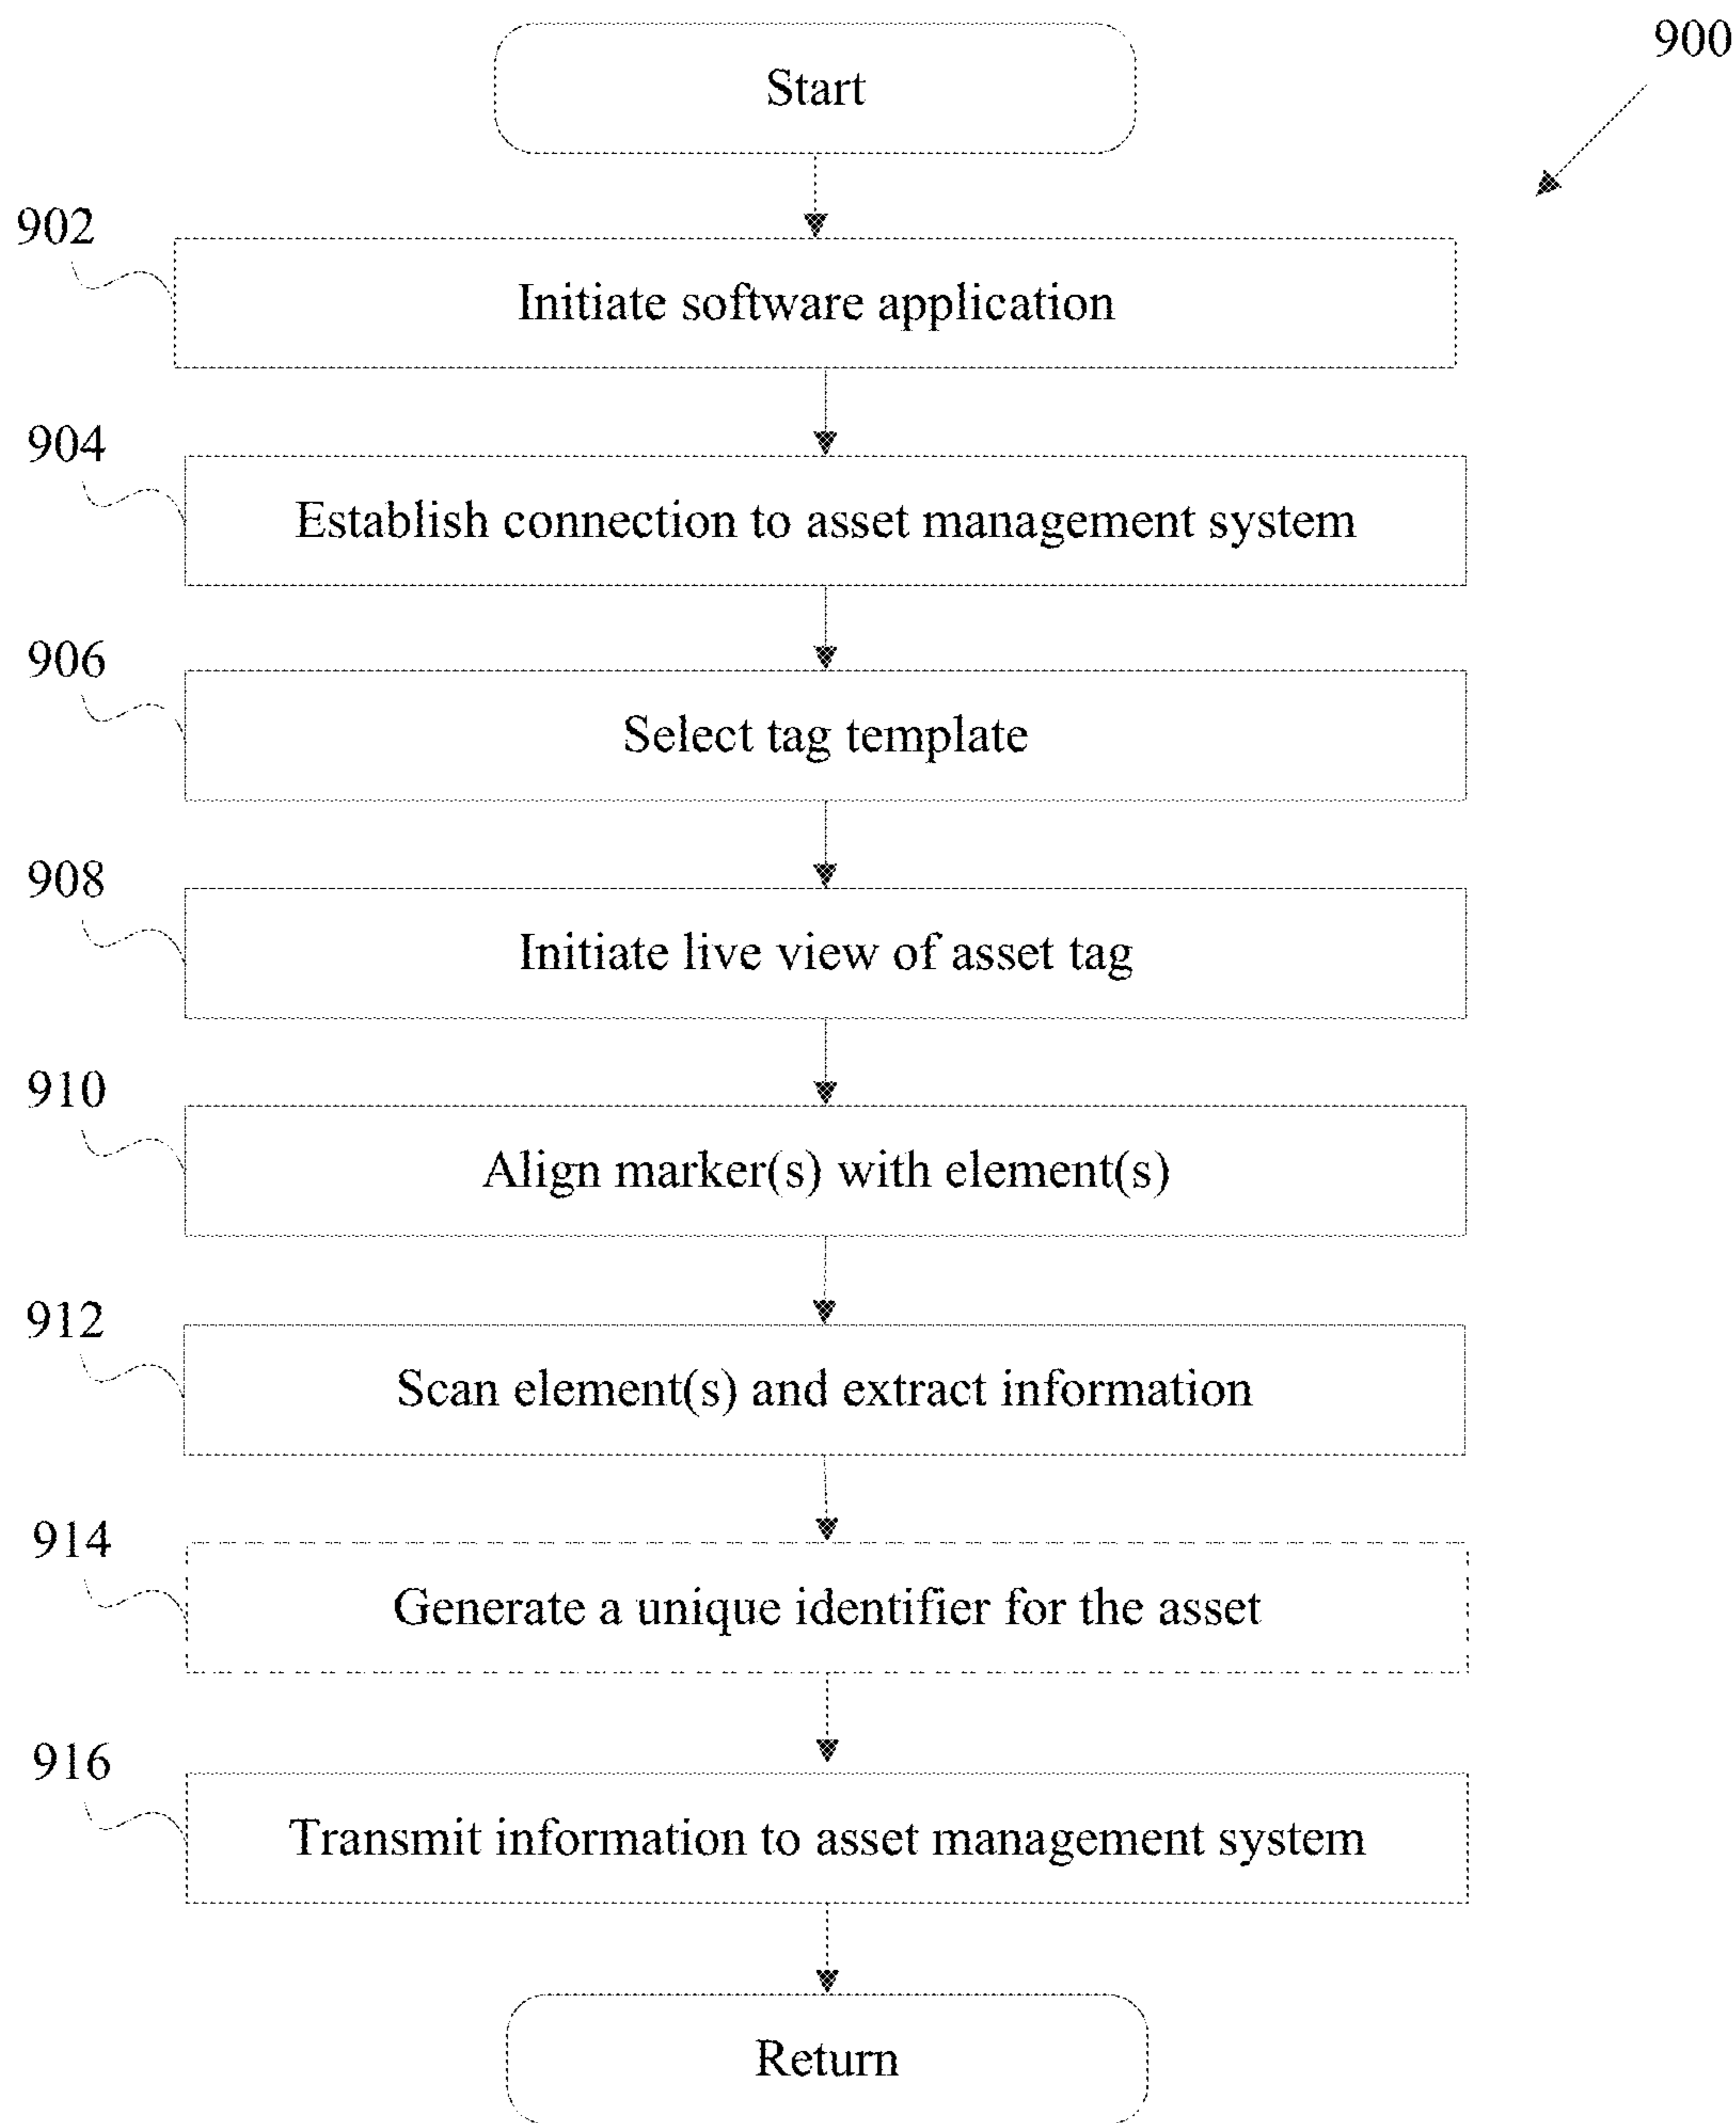 900
Start
902
Initiate software application
904
Establish connection to asset management system
906
Select tag template
908
Initiate live view of asset tag
910
Align marker(s) with element(s)
912
Scan element(s) and extract information
914
Generate a unique identifier for the asset
916
Transmit information to asset management system
Return